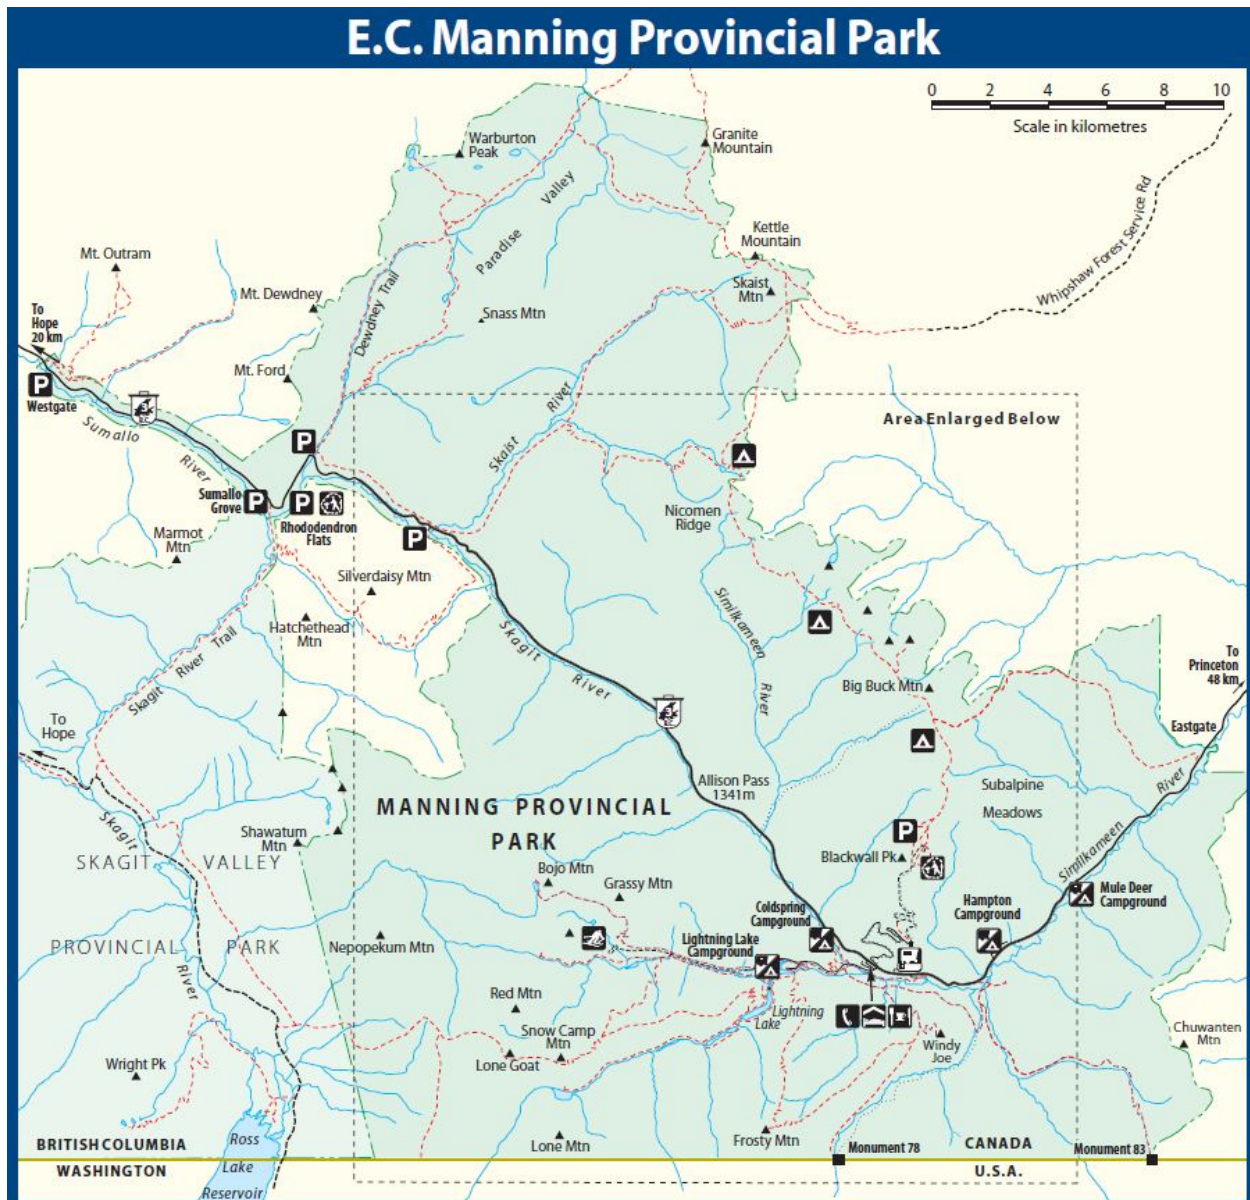 E.C. Manning Provincial Park
0 2 4 6 8 10
Scale in kilometres
Warburton
Peak
Granite
Mountain
Valley
Paradise
Whipshaw Forest Service Rd
Kettle
Mountain
Mt. Outram
Mt. Dewdney
Skaist
Mtn
To
Hope
20 km
Dewdney Trail
Snass Mtn
Mt. Ford
P
Westgate
3
B.C.
Sumallo
River
River
Skaist
Area Enlarged Below
P
Sumallo
Grove
P
P
Rhododendron
Flats
P
Nicomen
Ridge
Marmot
Mtn
Silverdaisy Mtn
Hatchethead
Mtn
Skagit
River
Similkameen
River
Skagit River Trail
To
Princeton
48 km
Big Buck Mtn
To
Hope
3
B.C.
Eastgate
Allison Pass
1341m
Subalpine
Meadows
River
Similkameen
MANNING PROVINCIAL
PARK
Skagit
River
Shawatum
Mtn
SKAGIT VALLEY
PROVINCIAL PARK
P
Blackwall Pk
Bojo Mtn
Grassy Mtn
Mule Deer
Campground
Hampton
Campground
Coldspring
Campground
Nepopekum Mtn
Lightning Lake
Campground
Red Mtn
Lightning
Lake
Snow Camp
Mtn
Lone Goat
Windy
Joe
Chuwanten
Mtn
Wright Pk
Lone Mtn
Frosty Mtn
BRITISH COLUMBIA
WASHINGTON
Ross
Lake
Reservoir
Monument 78
CANADA
U.S.A.
Monument 83